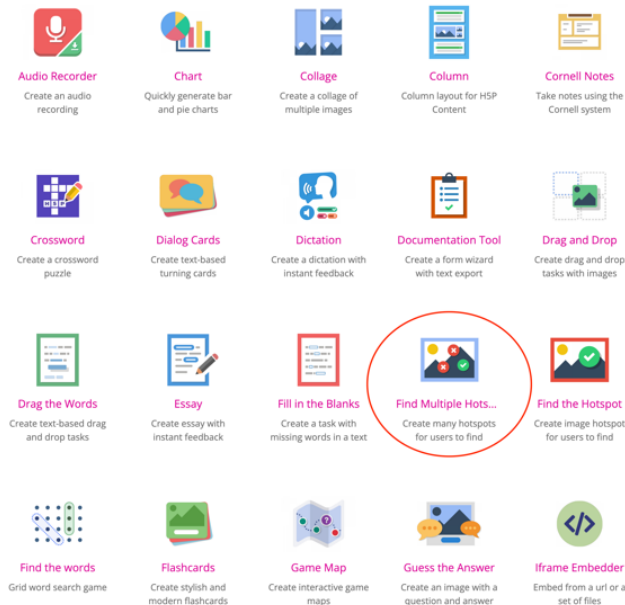 Audio Recorder
Create an audio
recording
Chart
Quickly generate bar
and pie charts
Collage
Create a collage of
multiple images
Column
Column layout for H5P
Content
Cornell Notes
Take notes using the
Cornell system
Crossword
Create a crossword
puzzle
Dialog Cards
Create text-based
turning cards
Dictation
Create a dictation with
instant feedback
Documentation Tool
Create a form wizard
with text export
Drag and Drop
Create drag and drop
tasks with images
Drag the Words
Create text-based drag
and drop tasks
Essay
Create essay with
instant feedback
Fill in the Blanks
Create a task with
missing words in a text
Find Multiple Hots...
Create many hotspots
for users to find
Find the Hotspot
Create image hotspot
for users to find
Find the words
Grid word search game
Flashcards
Create stylish and
modern flashcards
Game Map
Create interactive game
maps
Guess the Answer
Create an image with a
question and answer
Iframe Embedder
Embed from a url or a
set of files